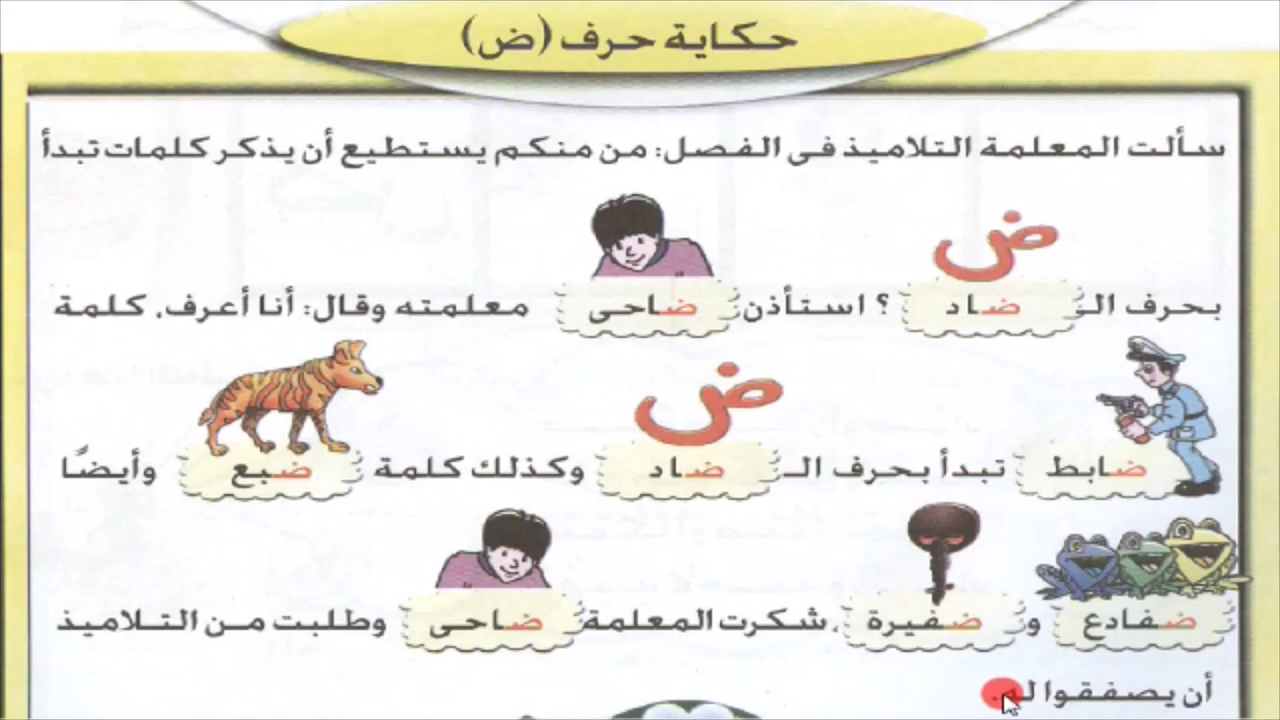 حكاية حرف (ض)
سألت المعلمة التلاميذ فى الفصل: من منكم يستطيع أن يذكر كلمات تبدأ
ض
بحرف الـ ضاد ؟ استأذن ضاحى معلمته وقال: أنا أعرف، كلمة
ض
ضابط تبدأ بحرف الـ ضاد وكذلك كلمة ضبع وأيضًا
ضفادع و ضفيرة، شكرت المعلمة ضاحى وطلبت من التلاميذ
أن يصفقوا له.